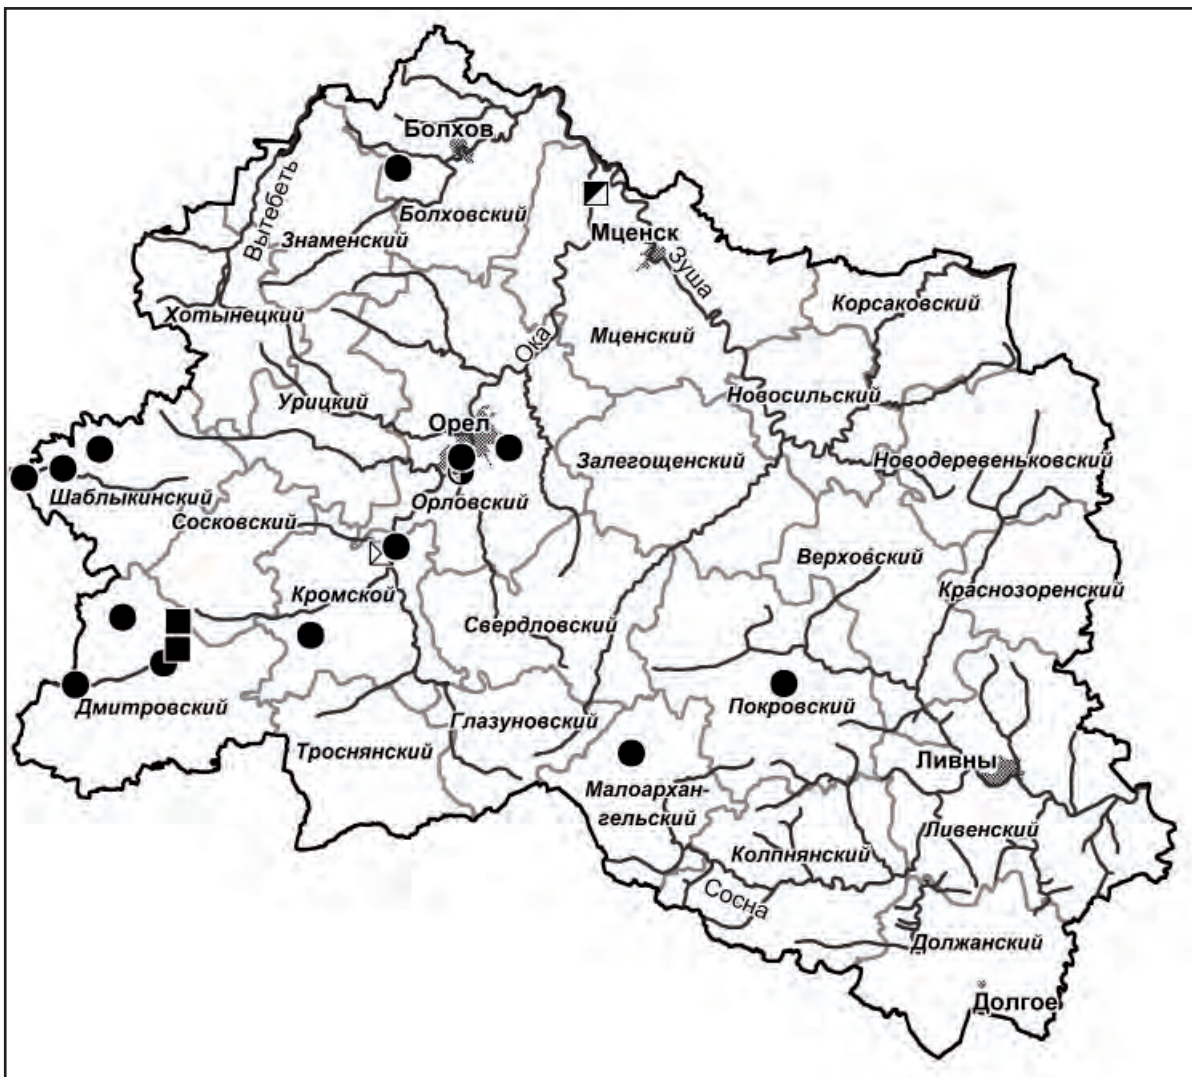 Болхов
Вытебеть
Болховский
Знаменский
Мценск
Зуша
Хотынецкий
Корсаковский
Мценский
Ока
Новосильский
Урицкий
Орел
Залегощенский
Новодеревеньковский
Шаблыкинский
Орловский
Сосковский
Верховский
Кромской
Краснозоренский
Свердловский
Дмитровский
Покровский
Глазуновский
Троснянский
Ливны
Малоархан-
гельский
Ливенский
Колпнянский
Сосна
Должанский
Долгое